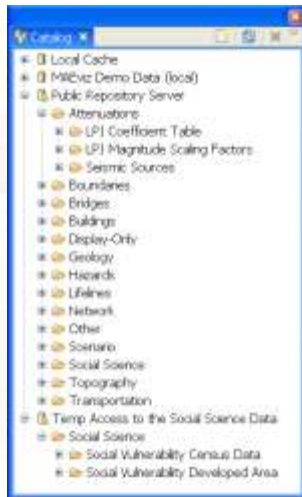 Catalog
Local Cache
MAEviz Demo Data (local)
Public Repository Server
Attenuations
LPJ Coefficient Table
LPJ Magnitude Scaling Factors
Seismic Sources
Boundaries
Bridges
Buildings
Display-Only
Geology
Hazards
Lifelines
Network
Other
Scenario
Social Science
Topography
Transportation
Temp Access to the Social Science Data
Social Science
Social Vulnerability Census Data
Social Vulnerability Developed Area